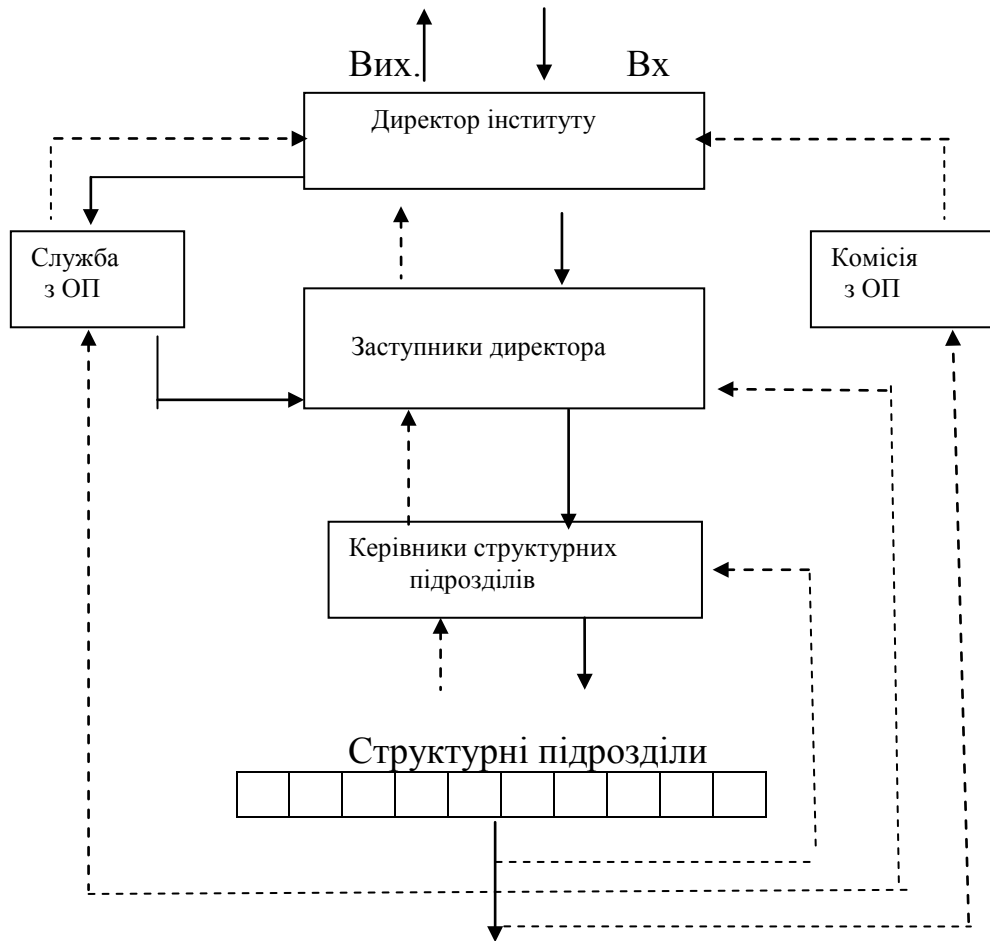 Вих. Вх
Директор інституту
Служба
з ОП
Комісія
з ОП
Заступники директора
Керівники структурних
підрозділів
Структурні підрозділи